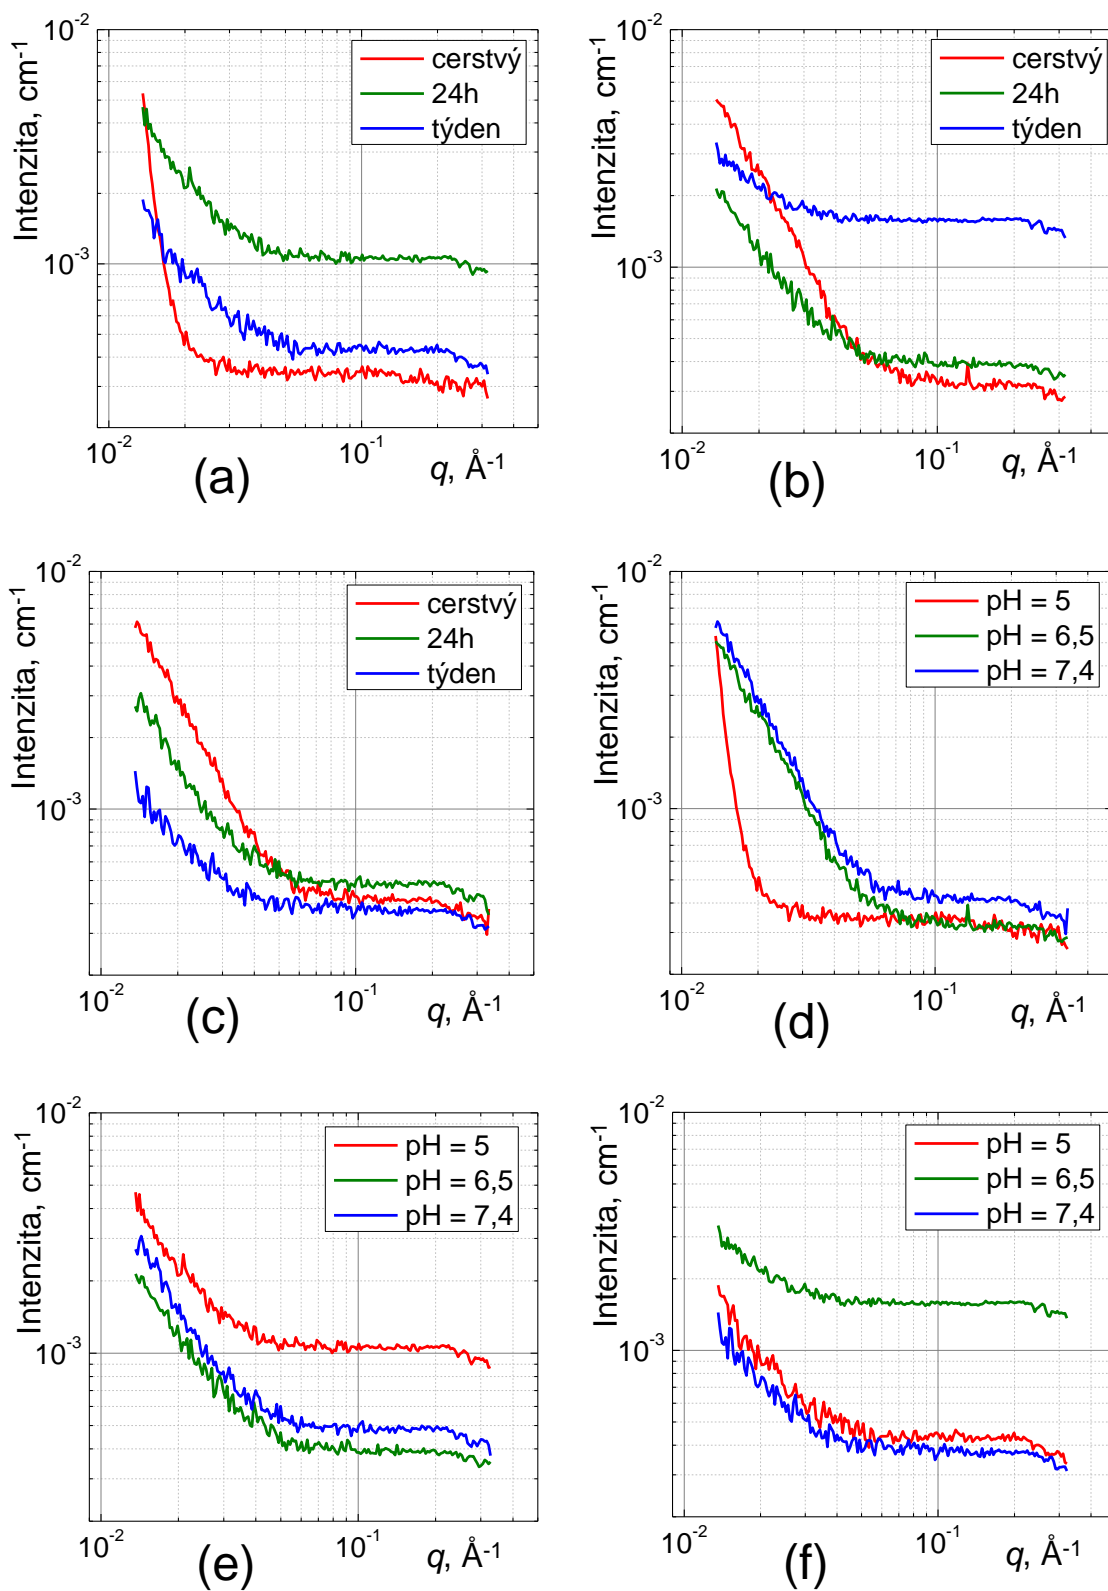 10⁻²
Intenzita, cm⁻¹
10⁻³
cerstvý
24h
týden
10⁻²
10⁻¹
q, Å⁻¹
(a)
10⁻²
Intenzita, cm⁻¹
10⁻³
cerstvý
24h
týden
10⁻²
10⁻¹
q, Å⁻¹
(b)
10⁻²
Intenzita, cm⁻¹
10⁻³
cerstvý
24h
týden
10⁻²
10⁻¹
q, Å⁻¹
(c)
10⁻²
Intenzita, cm⁻¹
10⁻³
pH = 5
pH = 6,5
pH = 7,4
10⁻²
10⁻¹
q, Å⁻¹
(d)
10⁻²
Intenzita, cm⁻¹
10⁻³
pH = 5
pH = 6,5
pH = 7,4
10⁻²
10⁻¹
q, Å⁻¹
(e)
10⁻²
Intenzita, cm⁻¹
10⁻³
pH = 5
pH = 6,5
pH = 7,4
10⁻²
10⁻¹
q, Å⁻¹
(f)